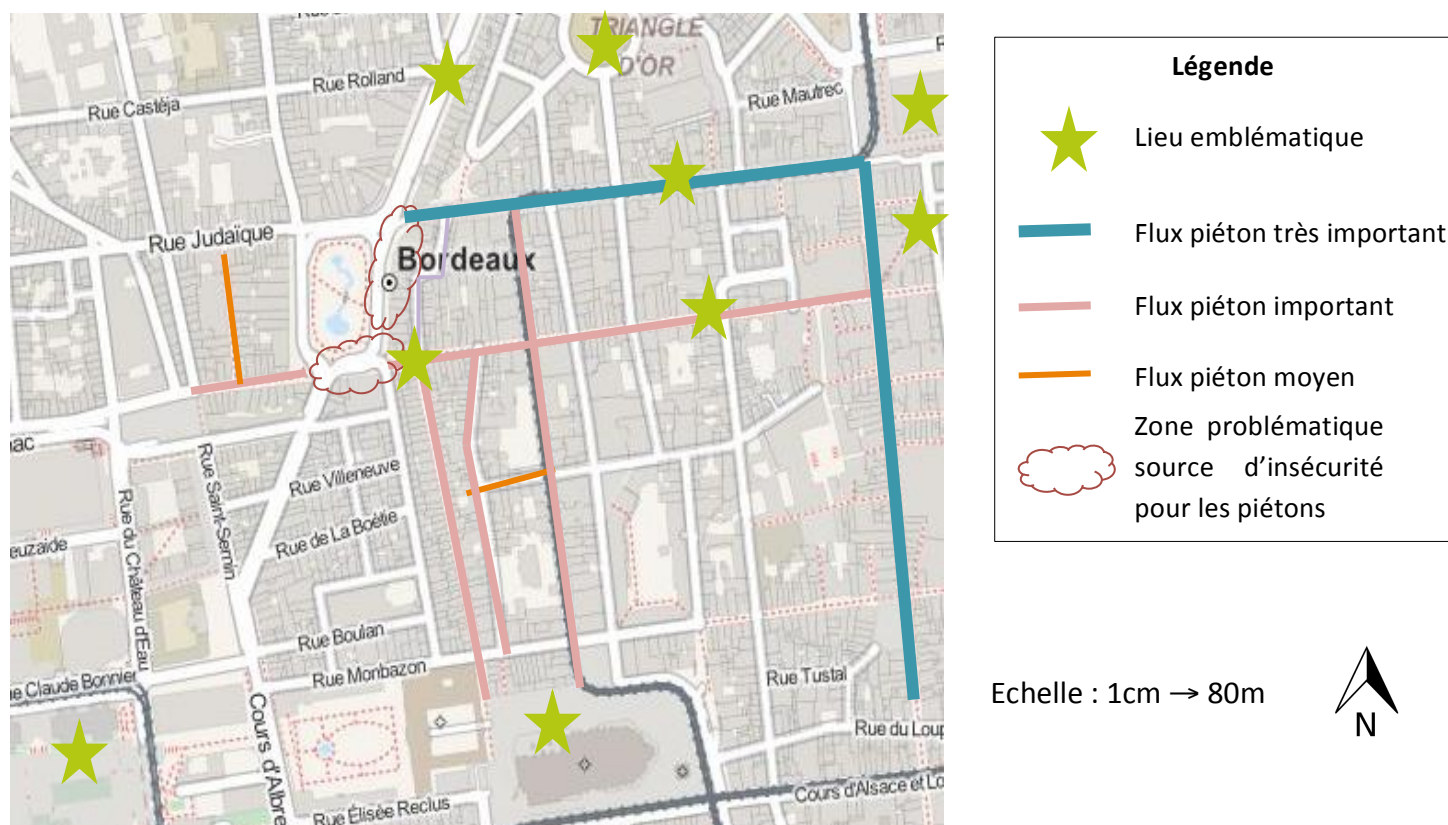 TRIANGLE
D'OR
Rue Rolland
Rue Castéja
Rue Mautrec
Rue Judaïque
Bordeaux
Rue Villeneuve
Rue de La Boétie
Rue Saint-Sernin
Rue du Château d'Eau
euzaide
nac
Rue Boulan
Rue Monbazon
e Claude Bonnier
Cours d'Albre
Rue Élisée Reclus
Rue Tustal
Rue du Loup
Cours d'Alsace et Lo
Légende
Lieu emblématique
Flux piéton très important
Flux piéton important
Flux piéton moyen
Zone problématique
source d'insécurité
pour les piétons
Echelle : 1cm → 80m
N